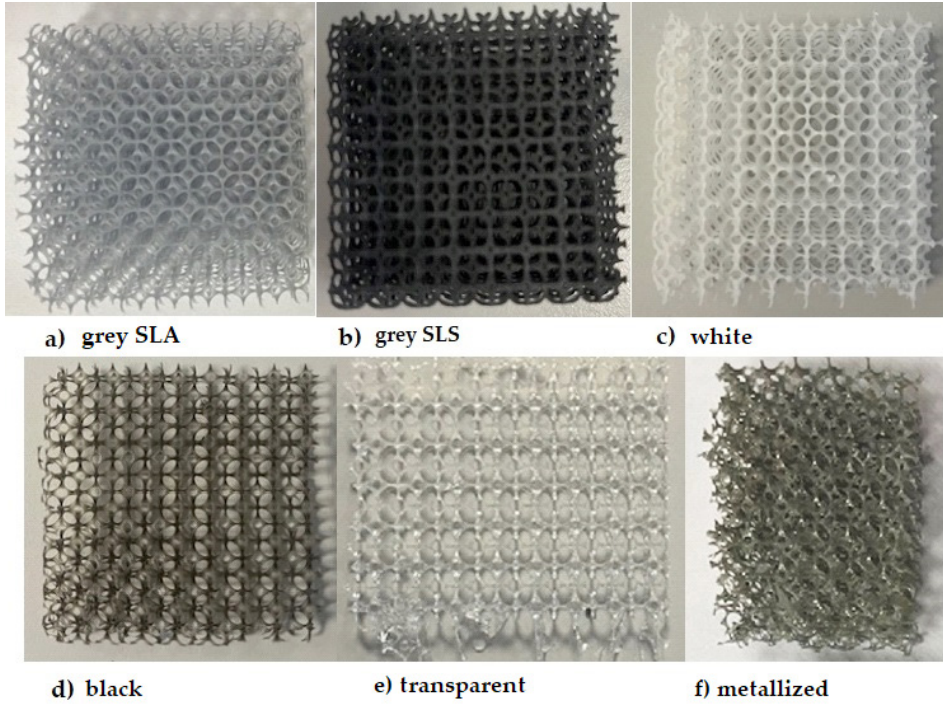 a) grey SLA
b) grey SLS
c) white
d) black
e) transparent
f) metallized